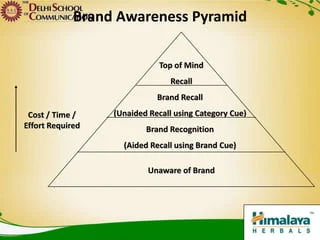 THE
DELHI SCHOOL
OF COMMUNICATION
Brand Awareness Pyramid
Top of Mind
Recall
Brand Recall
(Unaided Recall using Category Cue)
Brand Recognition
(Aided Recall using Brand Cue)
Unaware of Brand
Cost / Time /
Effort Required
Himalaya
HERBALS